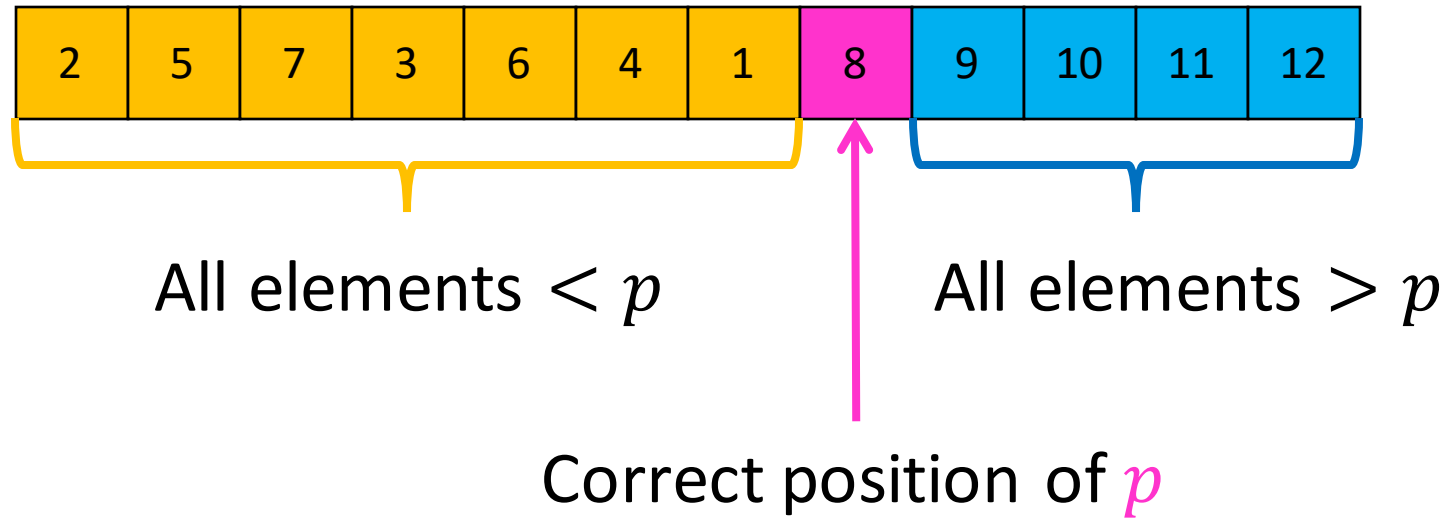 2 5 7 3 6 4 1 8 9 10 11 12
All elements < p All elements > p
Correct position of p